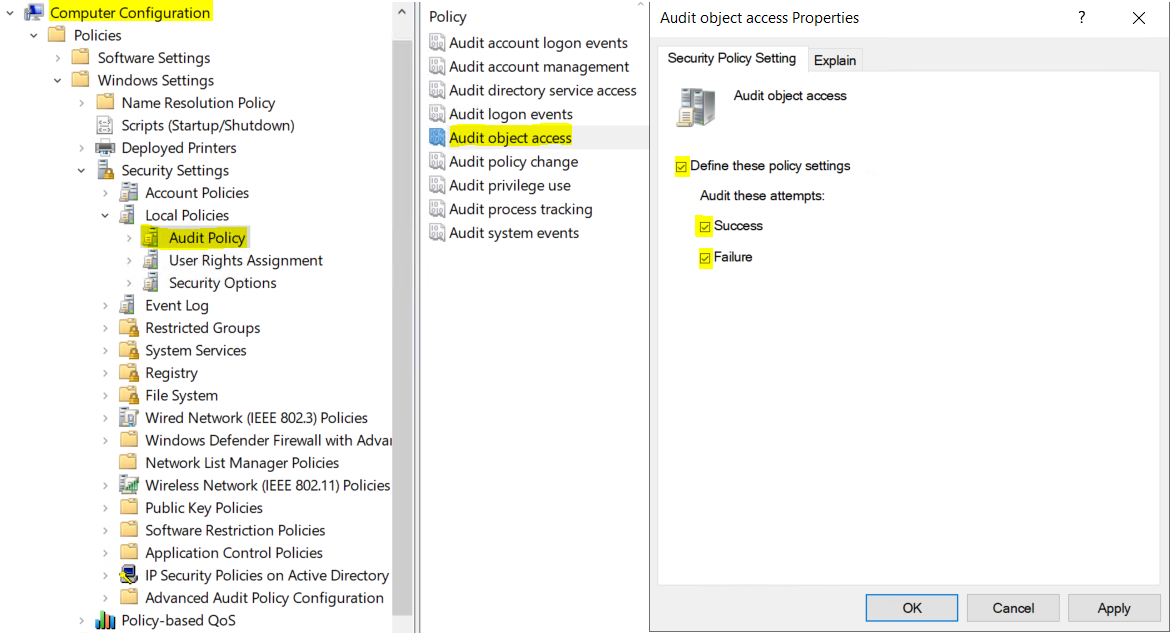 Computer Configuration
Policies
Software Settings
Windows Settings
Name Resolution Policy
Scripts (Startup/Shutdown)
Deployed Printers
Security Settings
Account Policies
Local Policies
Audit Policy
User Rights Assignment
Security Options
Event Log
Restricted Groups
System Services
Registry
File System
Wired Network (IEEE 802.3) Policies
Windows Defender Firewall with Adva
Network List Manager Policies
Wireless Network (IEEE 802.11) Policies
Public Key Policies
Software Restriction Policies
Application Control Policies
IP Security Policies on Active Directory
Advanced Audit Policy Configuration
Policy-based QoS
Policy
Audit account logon events
Audit account management
Audit directory service access
Audit logon events
Audit object access
Audit policy change
Audit privilege use
Audit process tracking
Audit system events
Audit object access Properties
?
Security Policy Setting
Explain
Audit object access
Define these policy settings
Audit these attempts:
Success
Failure
OK
Cancel
Apply